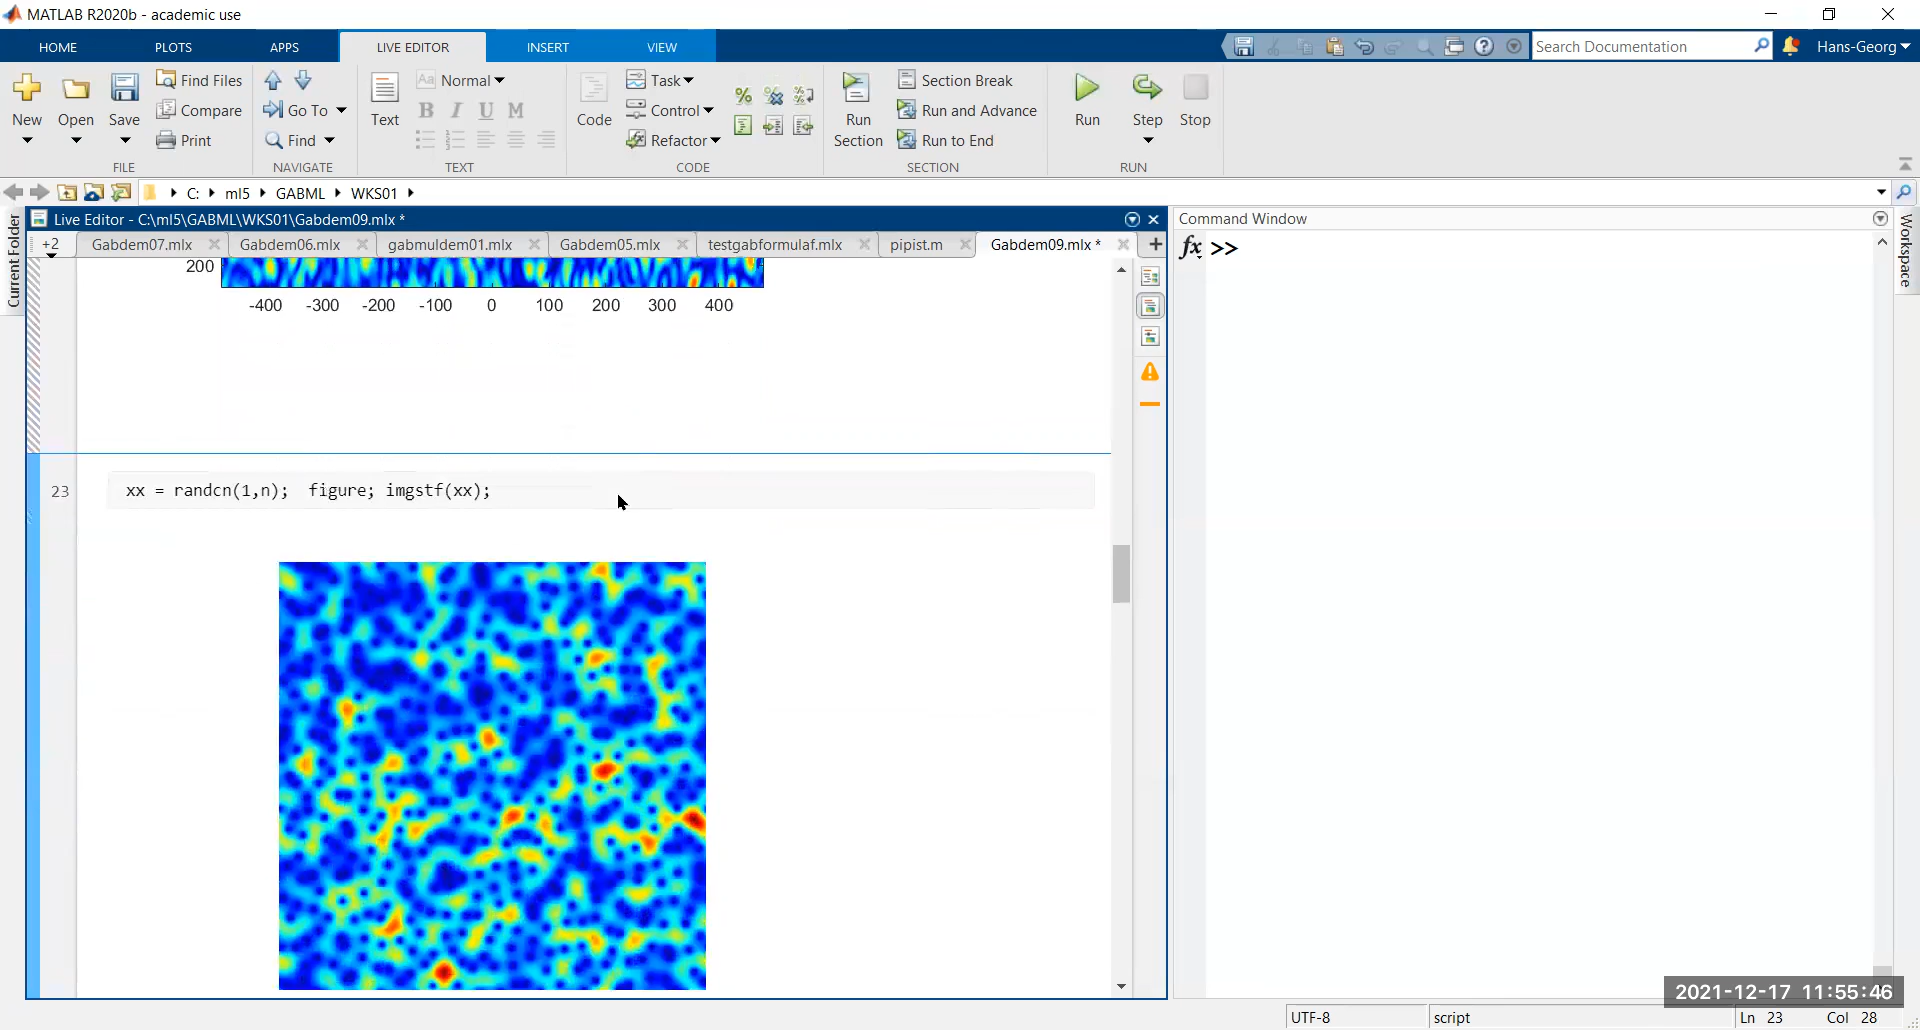 MATLAB R2020b - academic use
HOME PLOTS APPS LIVE EDITOR INSERT VIEW
Search Documentation
Hans-Georg
New
Open
Save
Find Files
Compare
Print
FILE
Go To
Find
NAVIGATE
Text
Aa Normal
B I U M
TEXT
Code
Task
Control
Refactor
CODE
Run Section
Section Break
Run and Advance
Run to End
SECTION
Run
Step
Stop
RUN
C: ml5 GABML WKS01
Current Folder
Live Editor - C:\ml5\GABML\WKS01\Gabdem09.mlx *
+2 Gabdem07.mlx Gabdem06.mlx gabmuldem01.mlx Gabdem05.mlx testgabformulaf.mlx pipist.m Gabdem09.mlx *
200
-400 -300 -200 -100 0 100 200 300 400
23 xx = randcn(1,n); figure; imgstf(xx);
Command Window
fx >>
Workspace
2021-12-17 11:55:46
UTF-8 script Ln 23 Col 28